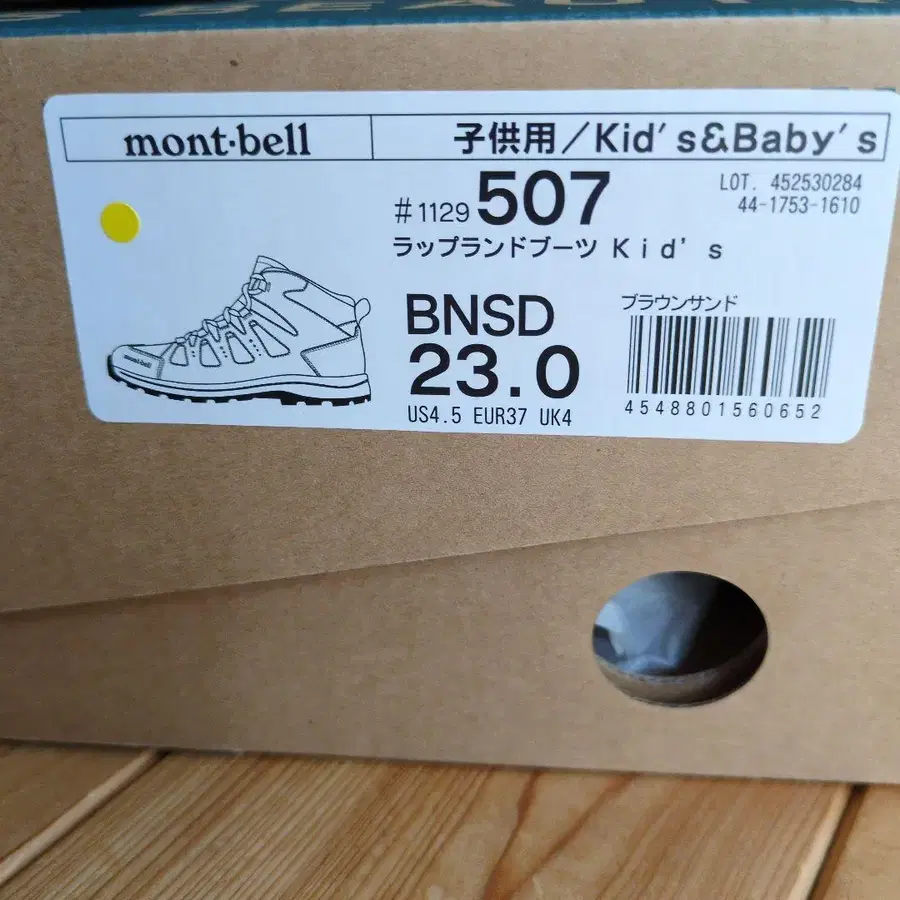 mont·bell
子供用/Kid's&Baby's
#1129 507
LOT. 452530284
44-1753-1610
ラップランドブーツ Kid's
mont-bell
BNSD
ブラウンサンド
23.0
US4.5 EUR37 UK4
4548801560652